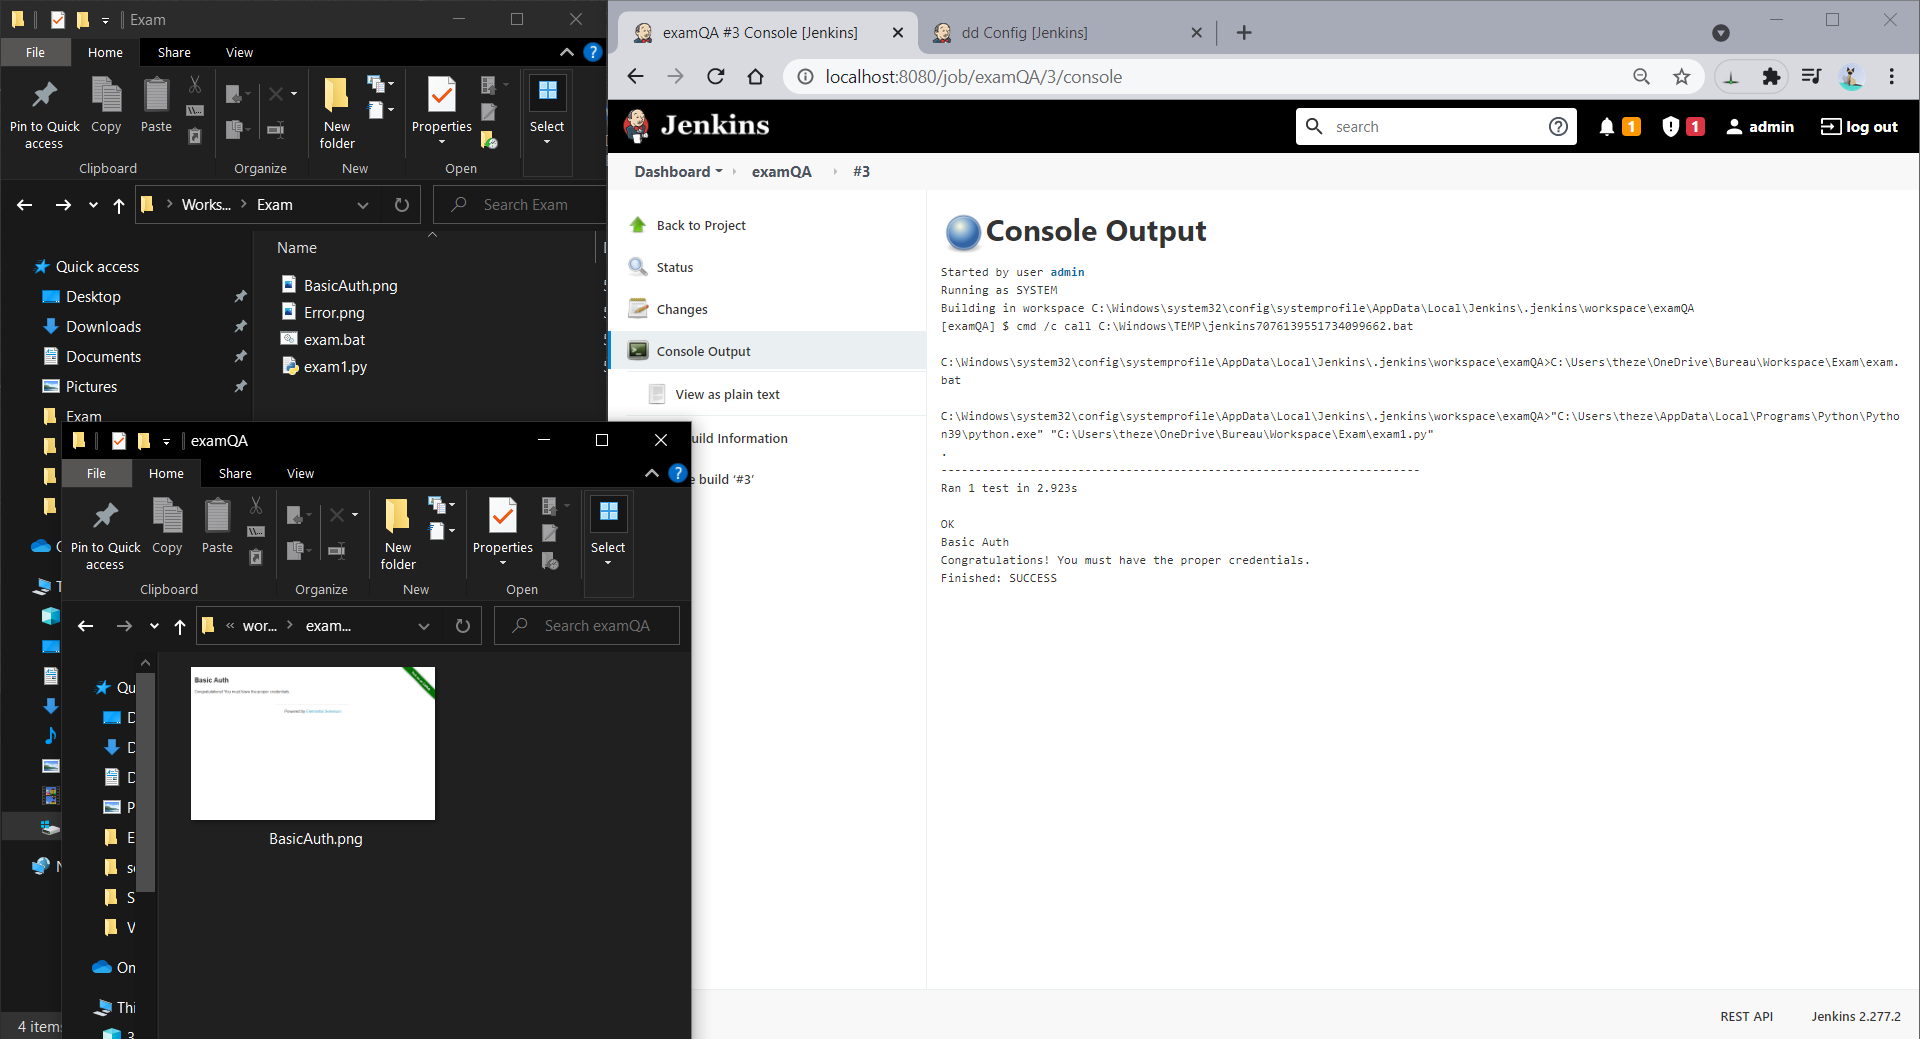 Exam
File
Home
Share
View
Pin to Quick
access
Copy
Paste
New
folder
Properties
Select
Clipboard
Organize
New
Open
Works...
Exam
Search Exam
Name
Quick access
Desktop
Downloads
Documents
Pictures
Exam
BasicAuth.png
Error.png
exam.bat
exam1.py
4 item
examQA
File
Home
Share
View
Pin to Quick
access
Copy
Paste
New
folder
Properties
Select
Clipboard
Organize
New
Open
« wor...
exam...
Search examQA
Qu
D
D
D
P
E
S
V
On
Thi
3
Basic Auth
Congratulations! You must have the proper credentials.
Powered by Elemental Selenium
BasicAuth.png
examQA #3 Console [Jenkins]
dd Config [Jenkins]
localhost:8080/job/examQA/3/console
Jenkins
search
1
1
admin
log out
Dashboard
examQA
#3
Back to Project
Status
Changes
Console Output
View as plain text
uild Information
e build ‘#3’
Console Output
Started by user admin
Running as SYSTEM
Building in workspace C:\Windows\system32\config\systemprofile\AppData\Local\Jenkins\.jenkins\workspace\examQA
[examQA] $ cmd /c call C:\Windows\TEMP\jenkins7076139551734099662.bat
C:\Windows\system32\config\systemprofile\AppData\Local\Jenkins\.jenkins\workspace\examQA>C:\Users\theze\OneDrive\Bureau\Workspace\Exam\exam.
bat
C:\Windows\system32\config\systemprofile\AppData\Local\Jenkins\.jenkins\workspace\examQA>"C:\Users\theze\AppData\Local\Programs\Python\Pytho
n39\python.exe" "C:\Users\theze\OneDrive\Bureau\Workspace\Exam\exam1.py"
.
----------------------------------------------------------------------
Ran 1 test in 2.923s
OK
Basic Auth
Congratulations! You must have the proper credentials.
Finished: SUCCESS
REST API
Jenkins 2.277.2